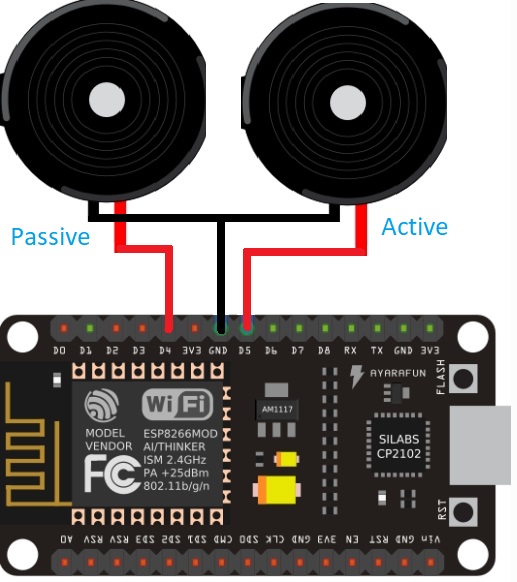 Passive
Active
D0 D1 D2 D3 D4 3V3 GND D5 D6 D7 D8 RX TX GND 3V3
AYARAFUN
FLASH
WiFi
AM1117
MODEL
VENDOR
ESP8266MOD
AI/THINKER
ISM 2.4GHz
PA +25dBm
802.11b/g/n
FC
SILABS
CP2102
RST
A0 RSV RSV SD3 SD2 SD1 CMD SD0 CLK GND 3V3 EN RST GND Vin